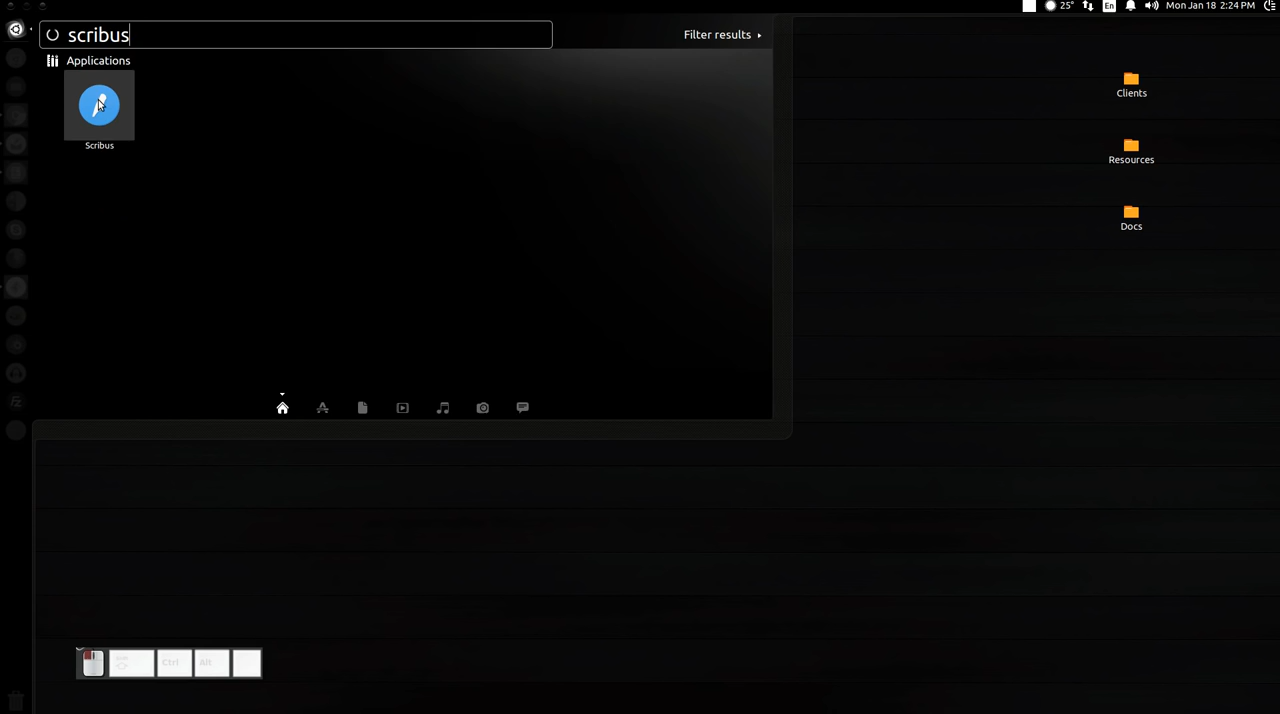 25° En Mon Jan 18 2:24 PM
scribus
Filter results
Applications
Scribus
Clients
Resources
Docs
Ctrl Alt